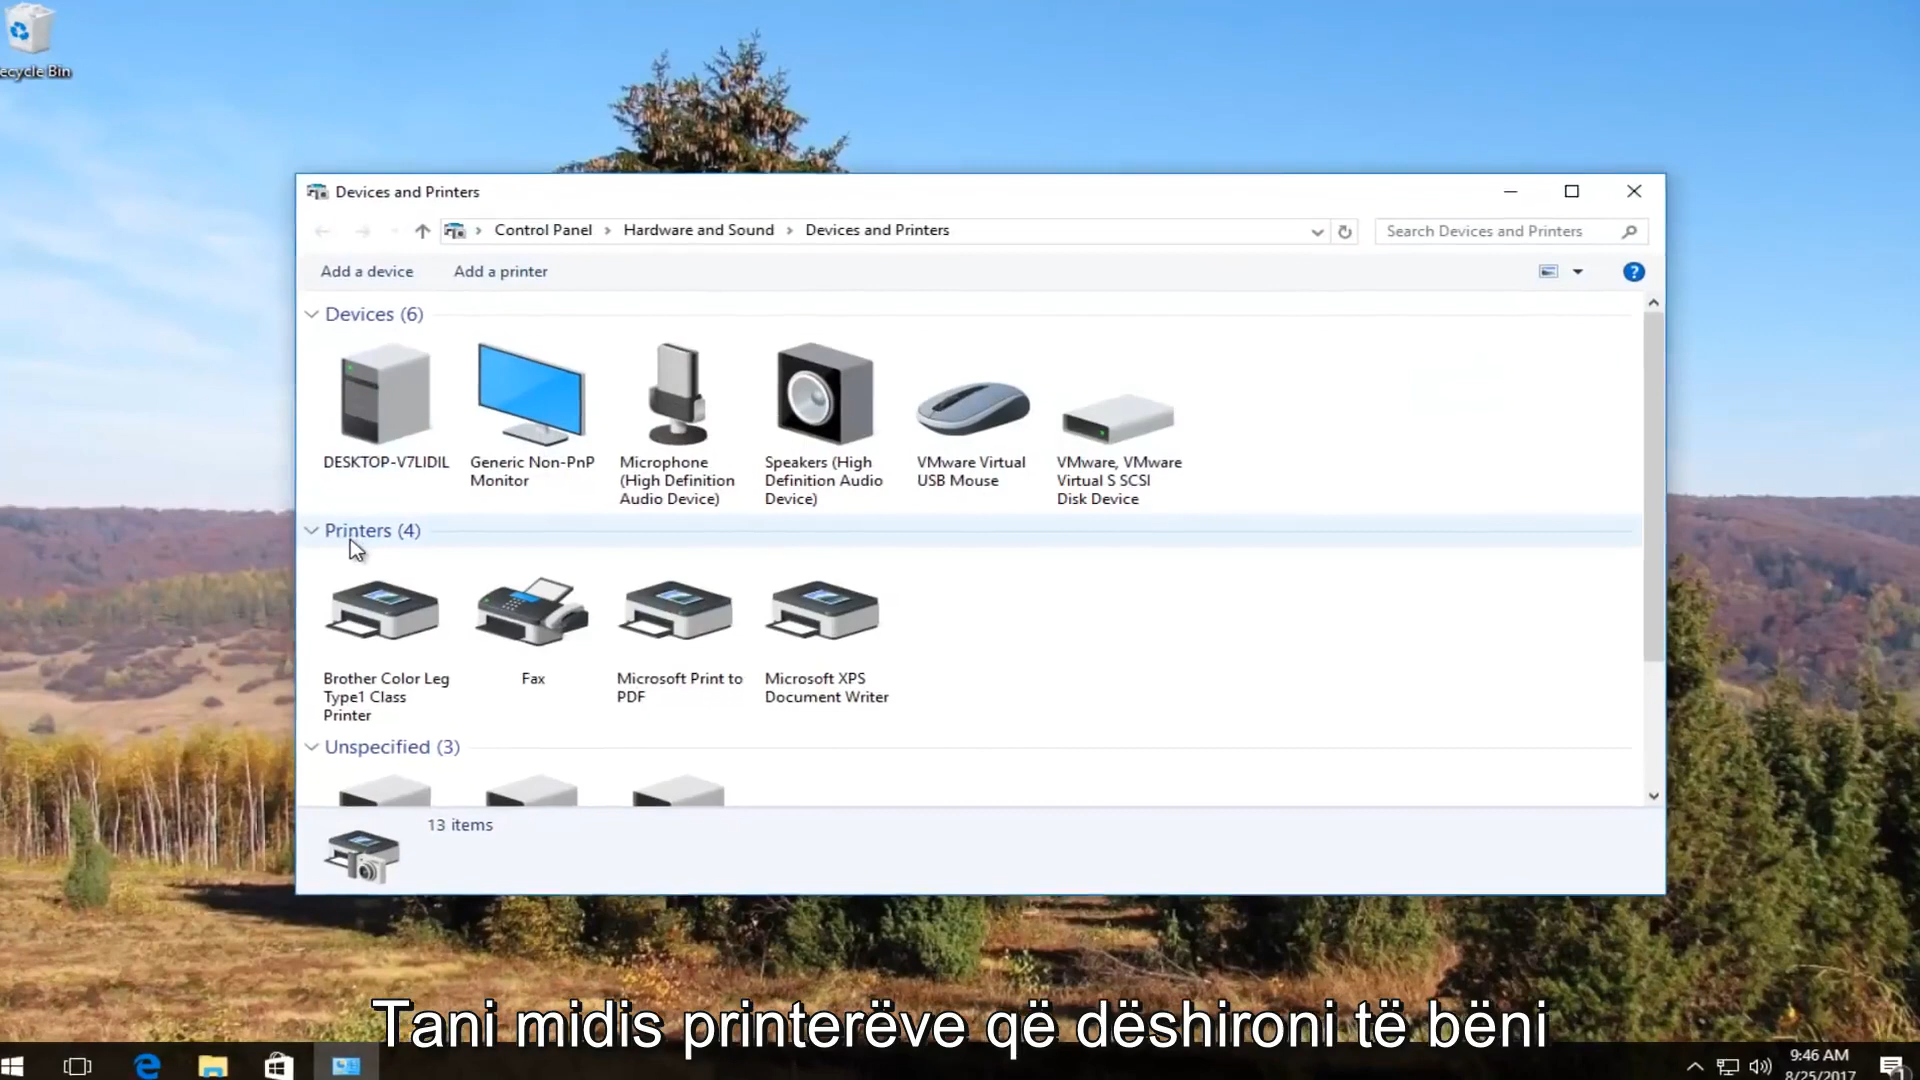 ecycle Bin
Devices and Printers
Control Panel
Hardware and Sound
Devices and Printers
Search Devices and Printers
Add a device
Add a printer
?
Devices (6)
DESKTOP-V7LIDIL
Generic Non-PnP
Monitor
Microphone
(High Definition
Audio Device)
Speakers (High
Definition Audio
Device)
VMware Virtual
USB Mouse
VMware, VMware
Virtual S SCSI
Disk Device
Printers (4)
Brother Color Leg
Type1 Class
Printer
Fax
Microsoft Print to
PDF
Microsoft XPS
Document Writer
Unspecified (3)
13 items
Tani midis printerëve që dëshironi të bëni
9:46 AM
8/25/2017
1